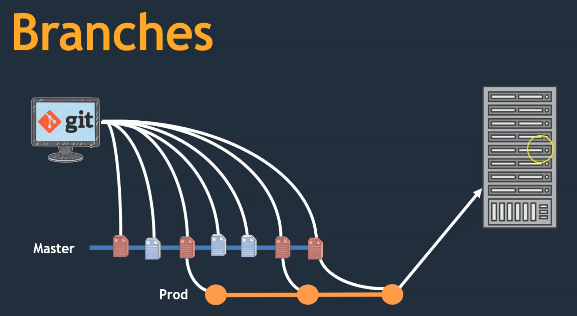 Branches
git
Master
Prod